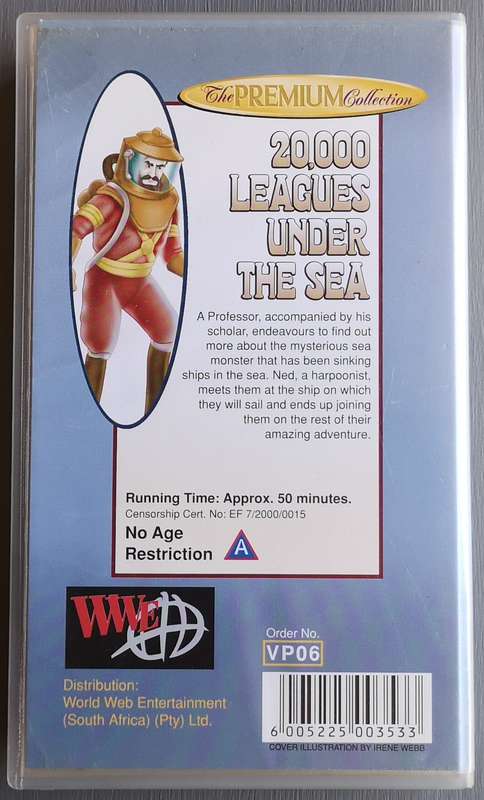 The PREMIUM Collection
20,000
LEAGUES
UNDER
THE SEA
A Professor, accompanied by his
scholar, endeavours to find out
more about the mysterious sea
monster that has been sinking
ships in the sea. Ned, a harpoonist,
meets them at the ship on which
they will sail and ends up joining
them on the rest of their
amazing adventure.
Running Time: Approx. 50 minutes.
Censorship Cert. No: EF 7/2000/0015
No Age
Restriction
A
WWE
Order No.
VP06
Distribution:
World Web Entertainment
(South Africa) (Pty) Ltd.
6 005225 003533
COVER ILLUSTRATION BY IRENE WEBB